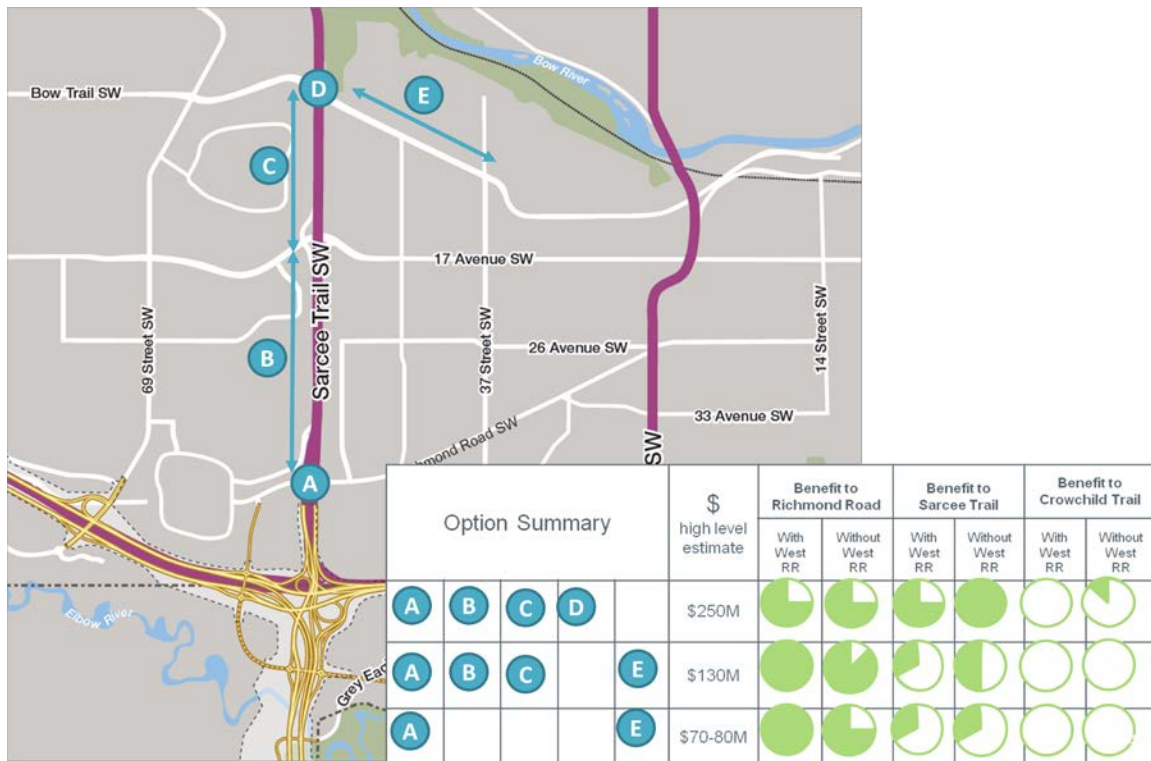 Bow Trail SW
D
E
Bow River
C
Sarcee Trail SW
17 Avenue SW
69 Street SW
37 Street SW
14 Street SW
B
26 Avenue SW
33 Avenue SW
hmond Road SW
SW
A
Elbow River
Grey Eag
Option Summary
$
high level
estimate
Benefit to
Richmond Road
Benefit to
Sarcee Trail
Benefit to
Crowchild Trail
With
West
RR
Without
West
RR
With
West
RR
Without
West
RR
With
West
RR
Without
West
RR
A B C D $250M
A B C E $130M
A E $70-80M